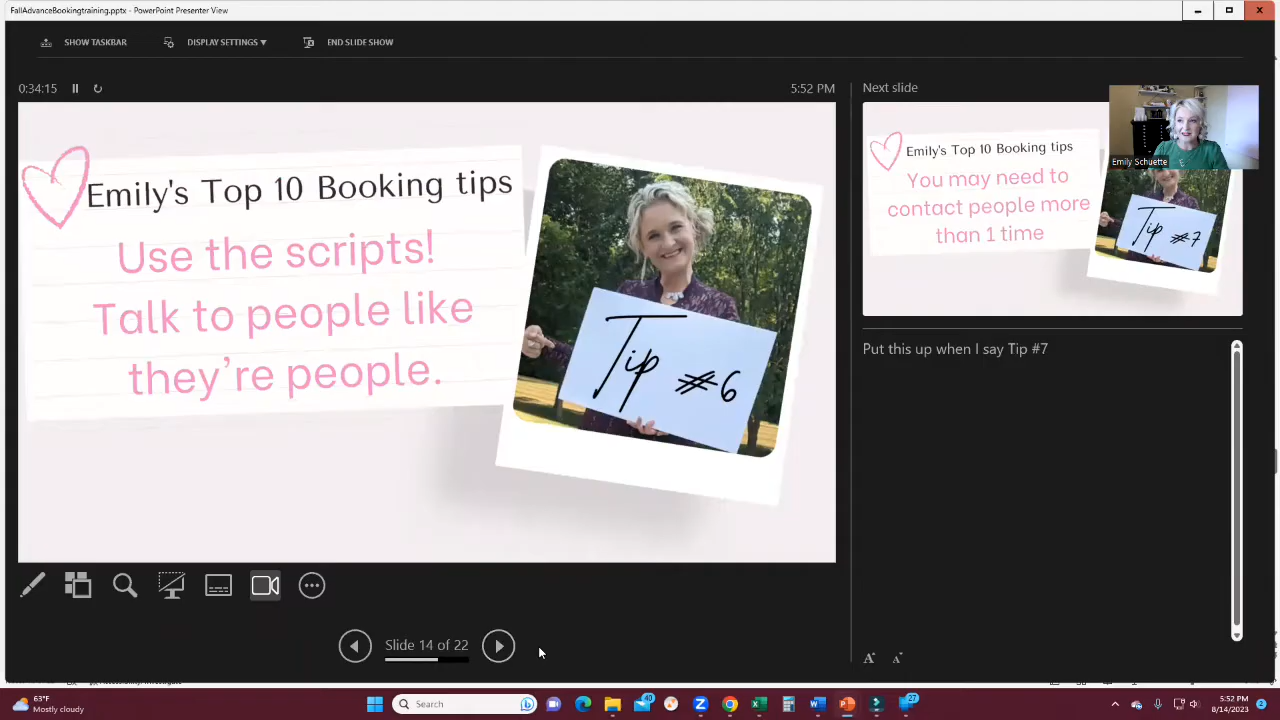 FallAdvanceBookingtraining.pptx - PowerPoint Presenter View
SHOW TASKBAR
DISPLAY SETTINGS ▾
END SLIDE SHOW
0:34:15
5:52 PM
Emily's Top 10 Booking tips
Use the scripts!
Talk to people like
they’re people.
Tip #6
Slide 14 of 22
Next slide
Emily's Top 10 Booking tips
You may need to
contact people more
than 1 time
Tip #7
Emily Schuette
Put this up when I say Tip #7
A
A
63°F
Mostly cloudy
Search
40
27
5:52 PM
8/14/2023
2